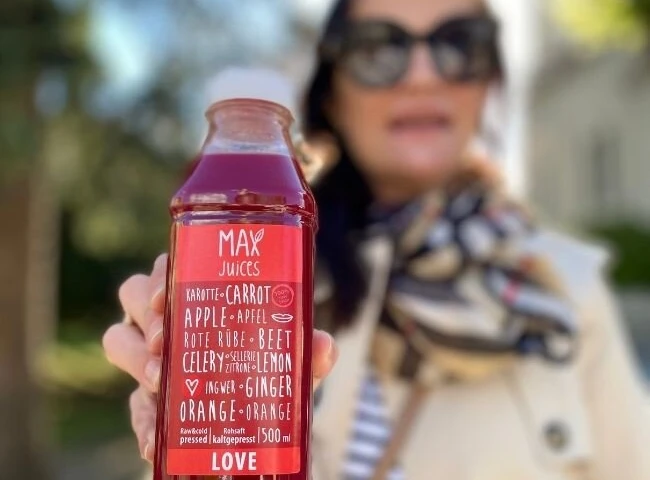 MAX
Juices
KAROTTE • CARROT
APPLE • APFEL
ROTE RÜBE • BEET
CELERY • SELLERIE
ZITRONE • LEMON
INGWER • GINGER
ORANGE • ORANGE
Raw&cold pressed | Rohsaft kaltgepresst | 500 ml
LOVE